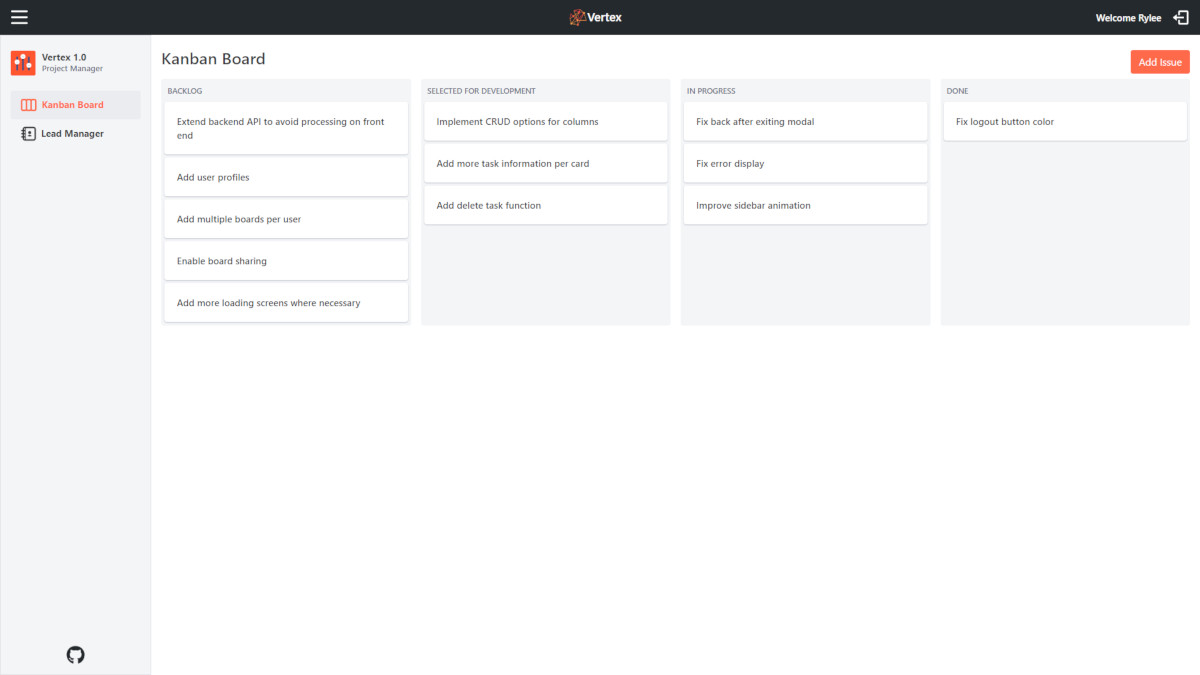 Vertex
Welcome Rylee
Vertex 1.0
Project Manager
Kanban Board
Lead Manager
Kanban Board
Add Issue
BACKLOG
Extend backend API to avoid processing on front
end
Add user profiles
Add multiple boards per user
Enable board sharing
Add more loading screens where necessary
SELECTED FOR DEVELOPMENT
Implement CRUD options for columns
Add more task information per card
Add delete task function
IN PROGRESS
Fix back after exiting modal
Fix error display
Improve sidebar animation
DONE
Fix logout button color